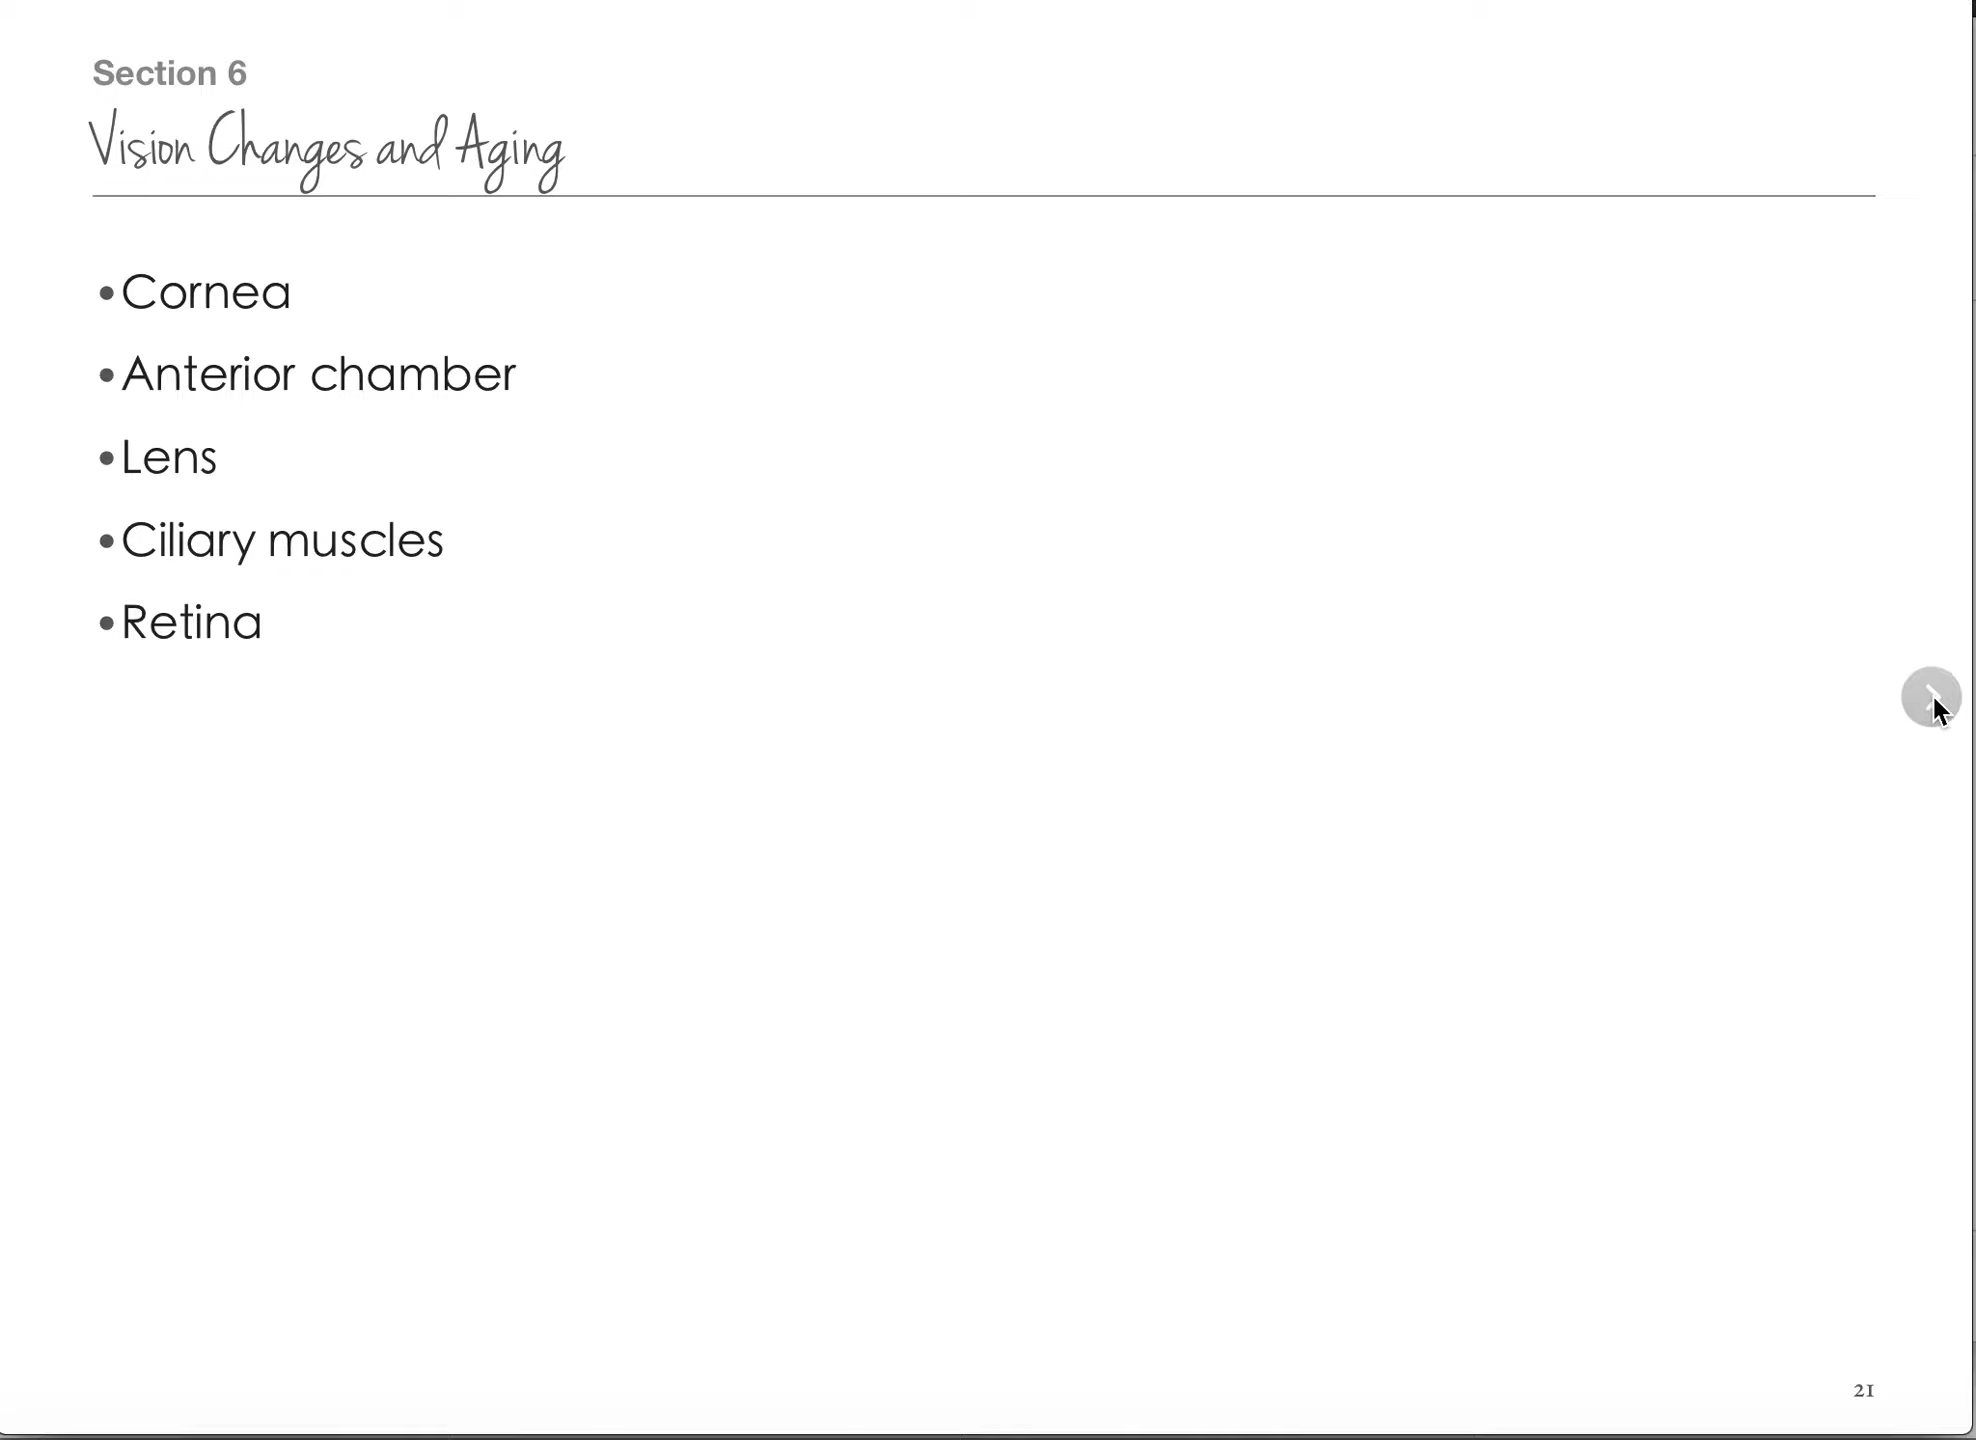 Section 6
Vision Changes and Aging
•Cornea
•Anterior chamber
•Lens
•Ciliary muscles
•Retina
21